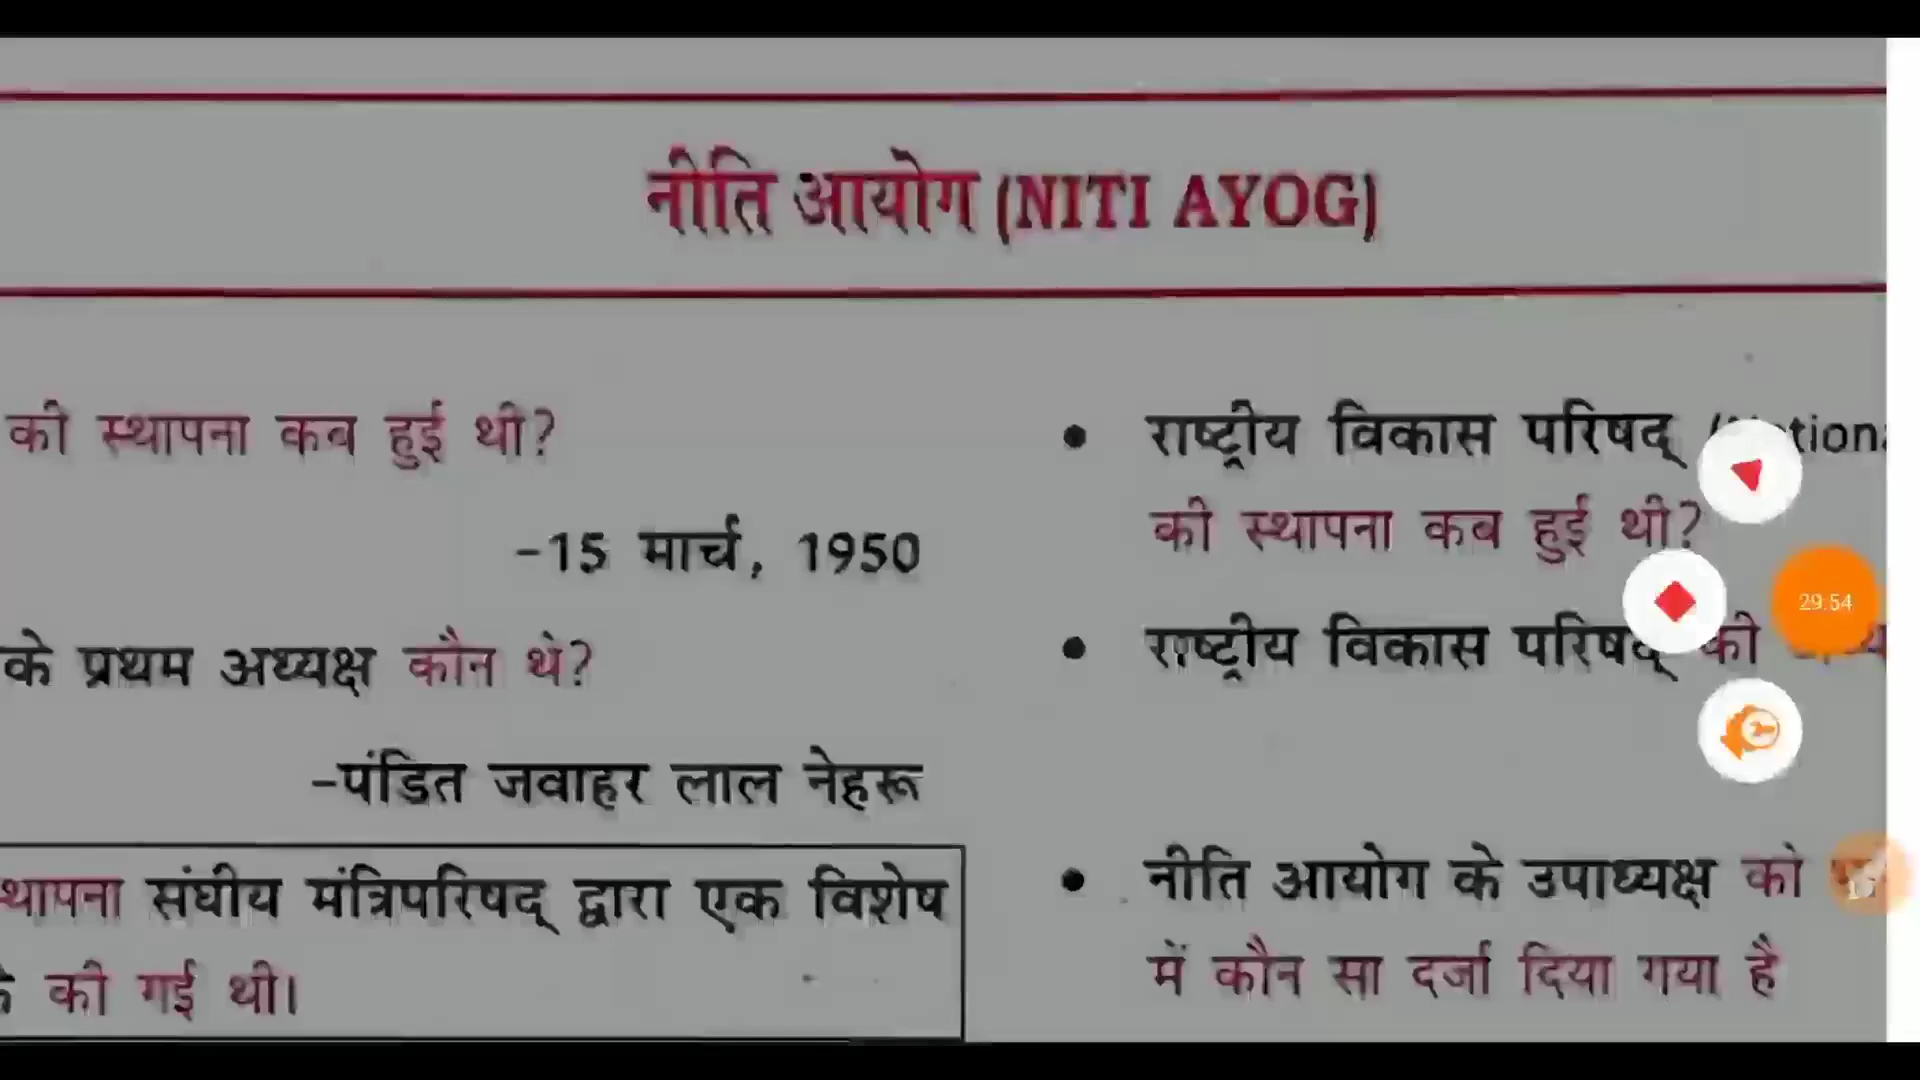 नीति आयोग (NITI AYOG)
की स्थापना कब हुई थी?
-15 मार्च, 1950
के प्रथम अध्यक्ष कौन थे?
-पंडित जवाहर लाल नेहरू
संघीय मंत्रिपरिषद् द्वारा एक विशेष
की गई थी।
• राष्ट्रीय विकास परिषद्
की स्थापना कब हुई थी?
• राष्ट्रीय विकास परिषद् की
• नीति आयोग के उपाध्यक्ष को
में कौन सा दर्जा दिया गया है
29:54